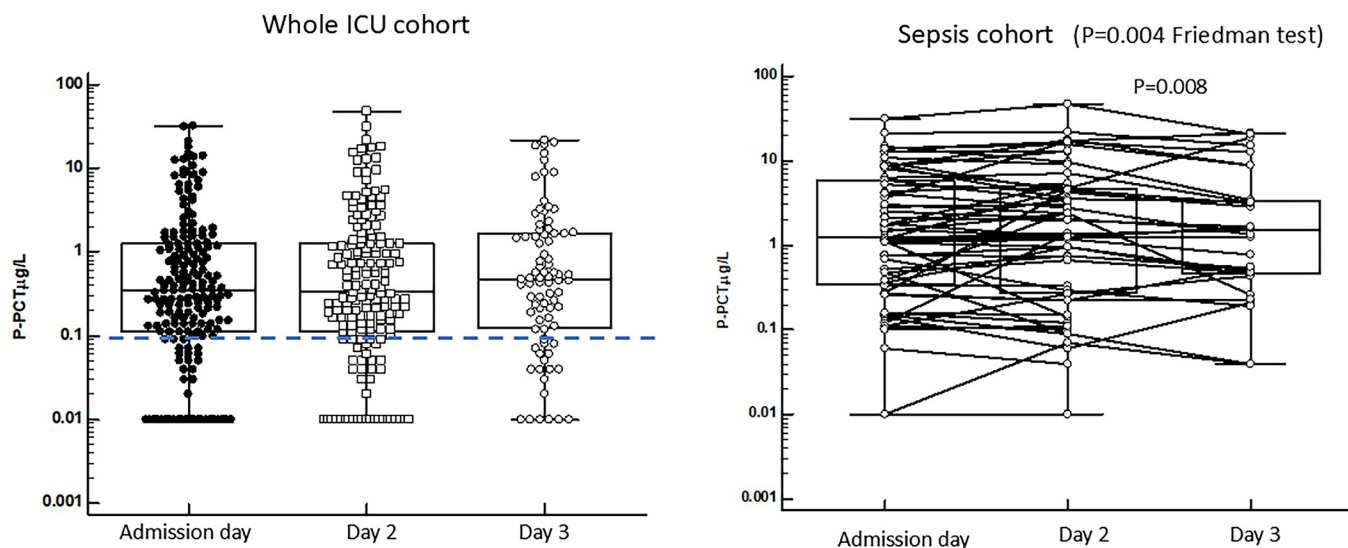 Whole ICU cohort
P-PCTµg/L
100
10
1
0.1
0.01
0.001
Admission day
Day 2
Day 3
Sepsis cohort (P=0.004 Friedman test)
P=0.008
P-PCTµg/L
100
10
1
0.1
0.01
0.001
Admission day
Day 2
Day 3